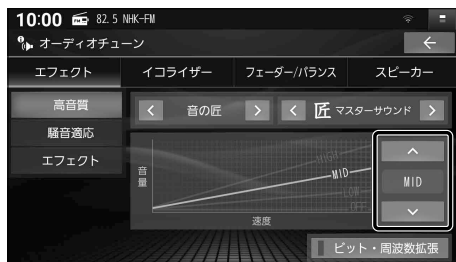 10:00 FM 82.5 NHK-FM
オーディオチューン
エフェクト イコライザー フェーダー/バランス スピーカー
高音質 音の匠 匠 マスターサウンド
騒音適応
エフェクト
音量
HIGH
MID
LOW
MID
速度
ビット・周波数拡張